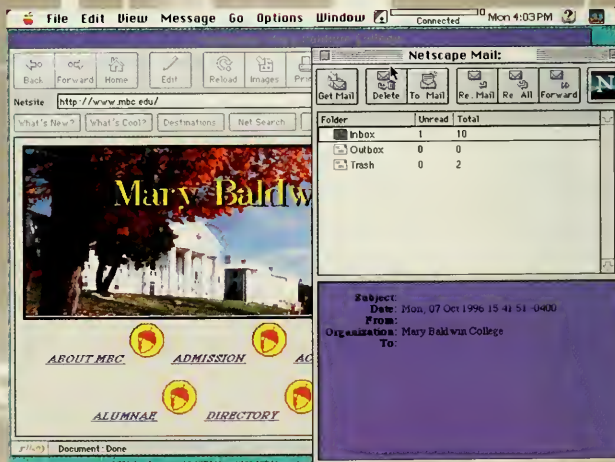 File Edit View Message Go Options Window
Connected
10
Mon 4:03 PM
Back Forward Home Edit Reload Images
Netsite http://www.mbc.edu/
What's New? What's Cool? Destinations Net Search
Mary Baldw
ABOUT MBC ADMISSION
ALUMNAE DIRECTORY
Document: Done
Netscape Mail:
Get Mail Delete To Mail Re: Mail Re: All Forward N
Folder Unread Total
Inbox 1 10
Outbox 0 0
Trash 0 2
Subject:
Date: Mon, 07 Oct 1996 15:41:51 -0400
From:
Organization: Mary Baldwin College
To: